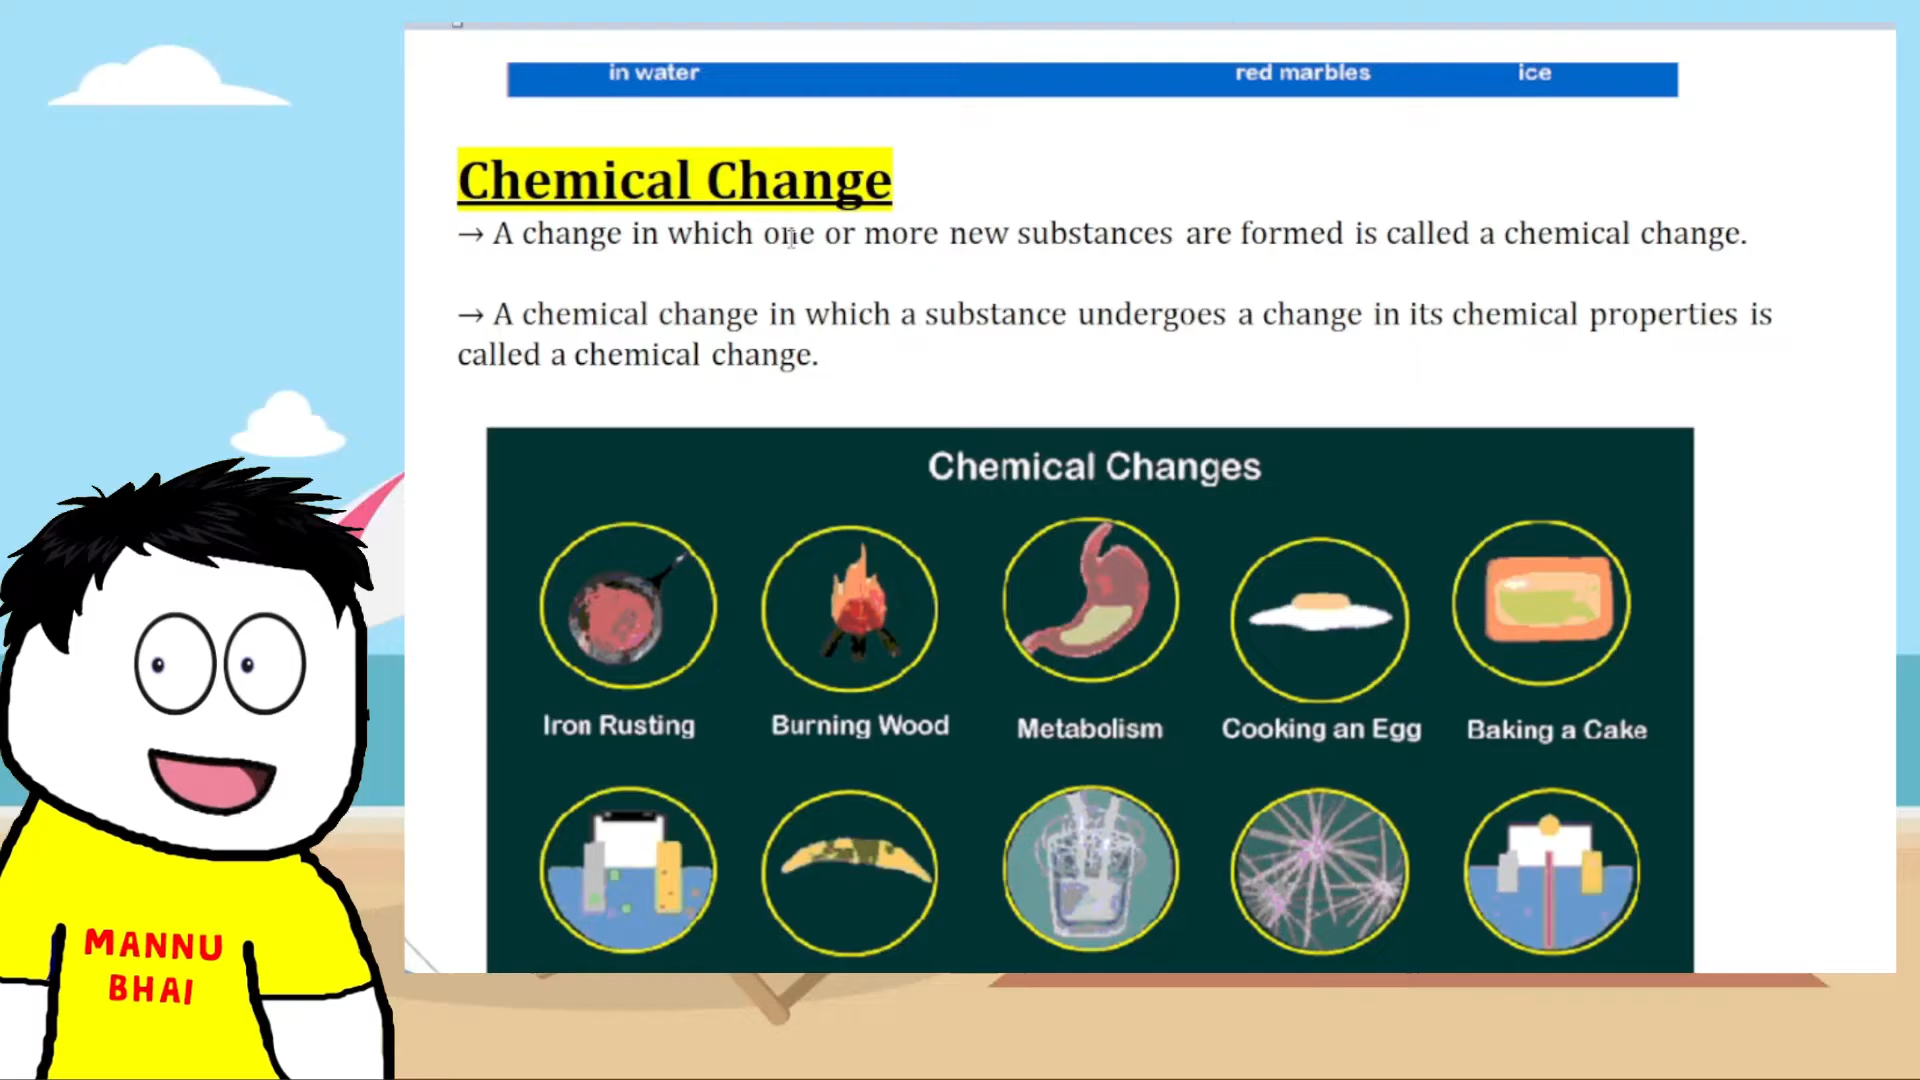 in water red marbles ice
Chemical Change
→ A change in which one or more new substances are formed is called a chemical change.
→ A chemical change in which a substance undergoes a change in its chemical properties is
called a chemical change.
Chemical Changes
Iron Rusting Burning Wood Metabolism Cooking an Egg Baking a Cake
MANNU
BHAI